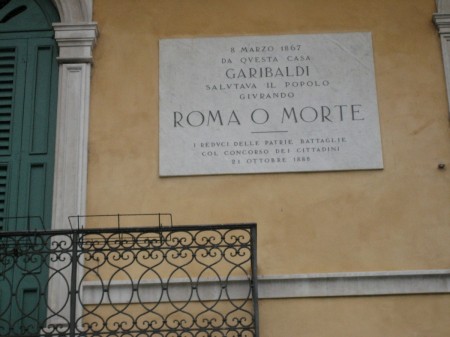 8 MARZO 1867
DA QVESTA CASA
GARIBALDI
SALVTAVA IL POPOLO
GIVRANDO
ROMA O MORTE
I REDVCI DELLE PATRIE BATTAGLIE
COL CONCORSO DEI CITTADINI
21 OTTOBRE 1888